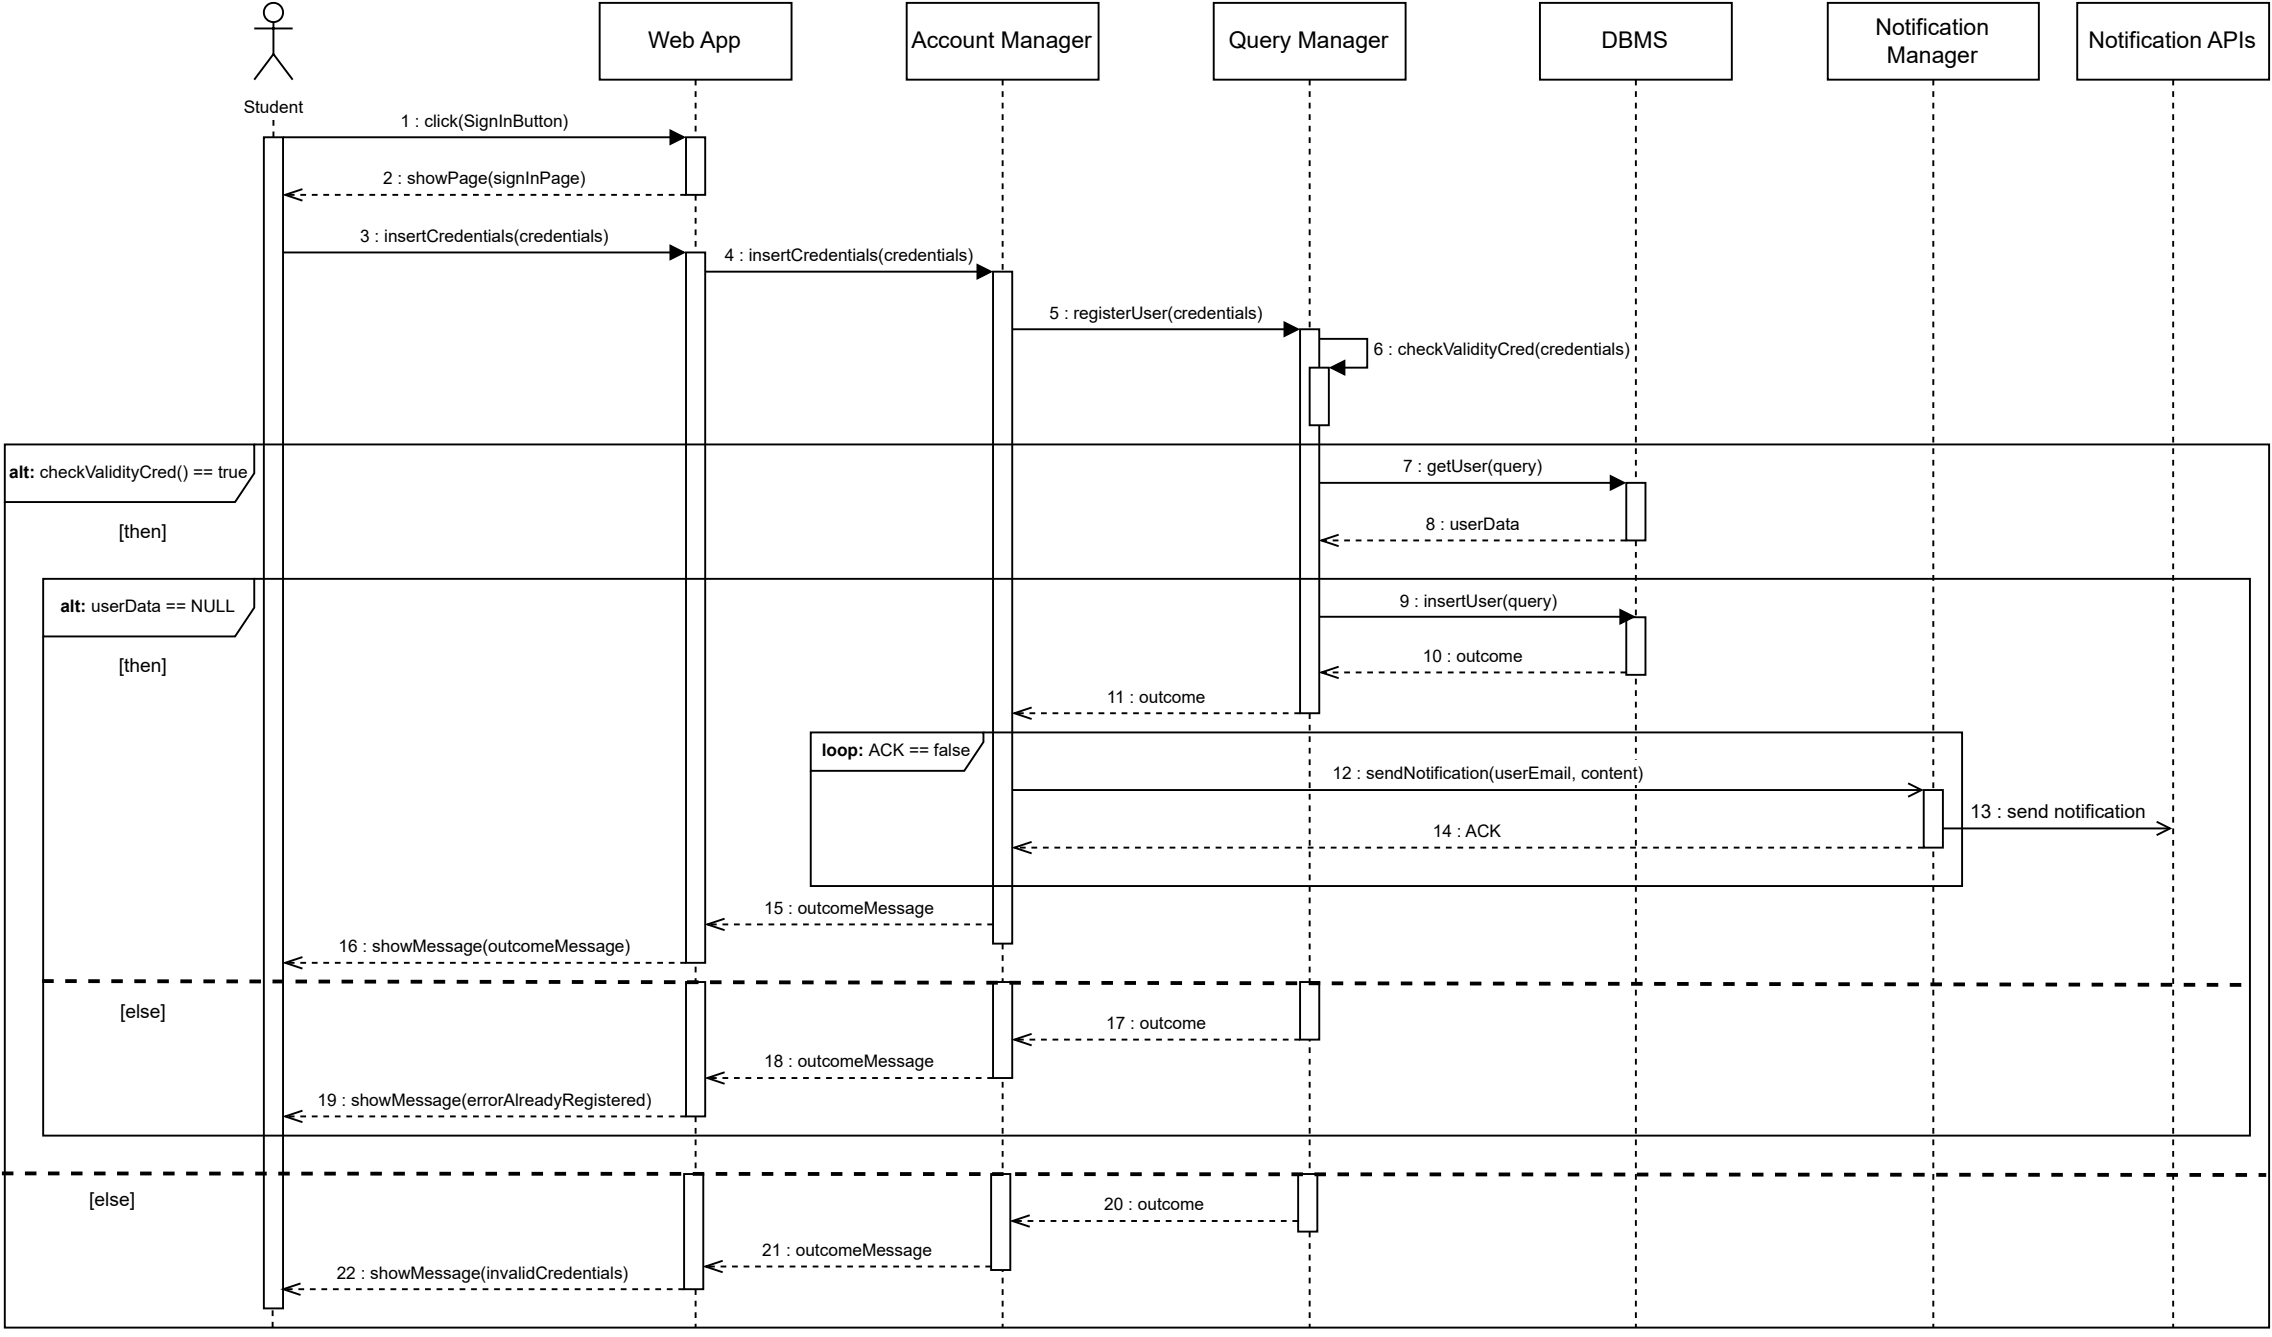 Student
Web App
Account Manager
Query Manager
DBMS
Notification
Manager
Notification APIs
1 : click(SignInButton)
2 : showPage(signInPage)
3 : insertCredentials(credentials)
4 : insertCredentials(credentials)
5 : registerUser(credentials)
6 : checkValidityCred(credentials)
alt: checkValidityCred() == true
[then]
7 : getUser(query)
8 : userData
alt: userData == NULL
[then]
9 : insertUser(query)
10 : outcome
11 : outcome
loop: ACK == false
12 : sendNotification(userEmail, content)
13 : send notification
14 : ACK
15 : outcomeMessage
16 : showMessage(outcomeMessage)
[else]
17 : outcome
18 : outcomeMessage
19 : showMessage(errorAlreadyRegistered)
[else]
20 : outcome
21 : outcomeMessage
22 : showMessage(invalidCredentials)